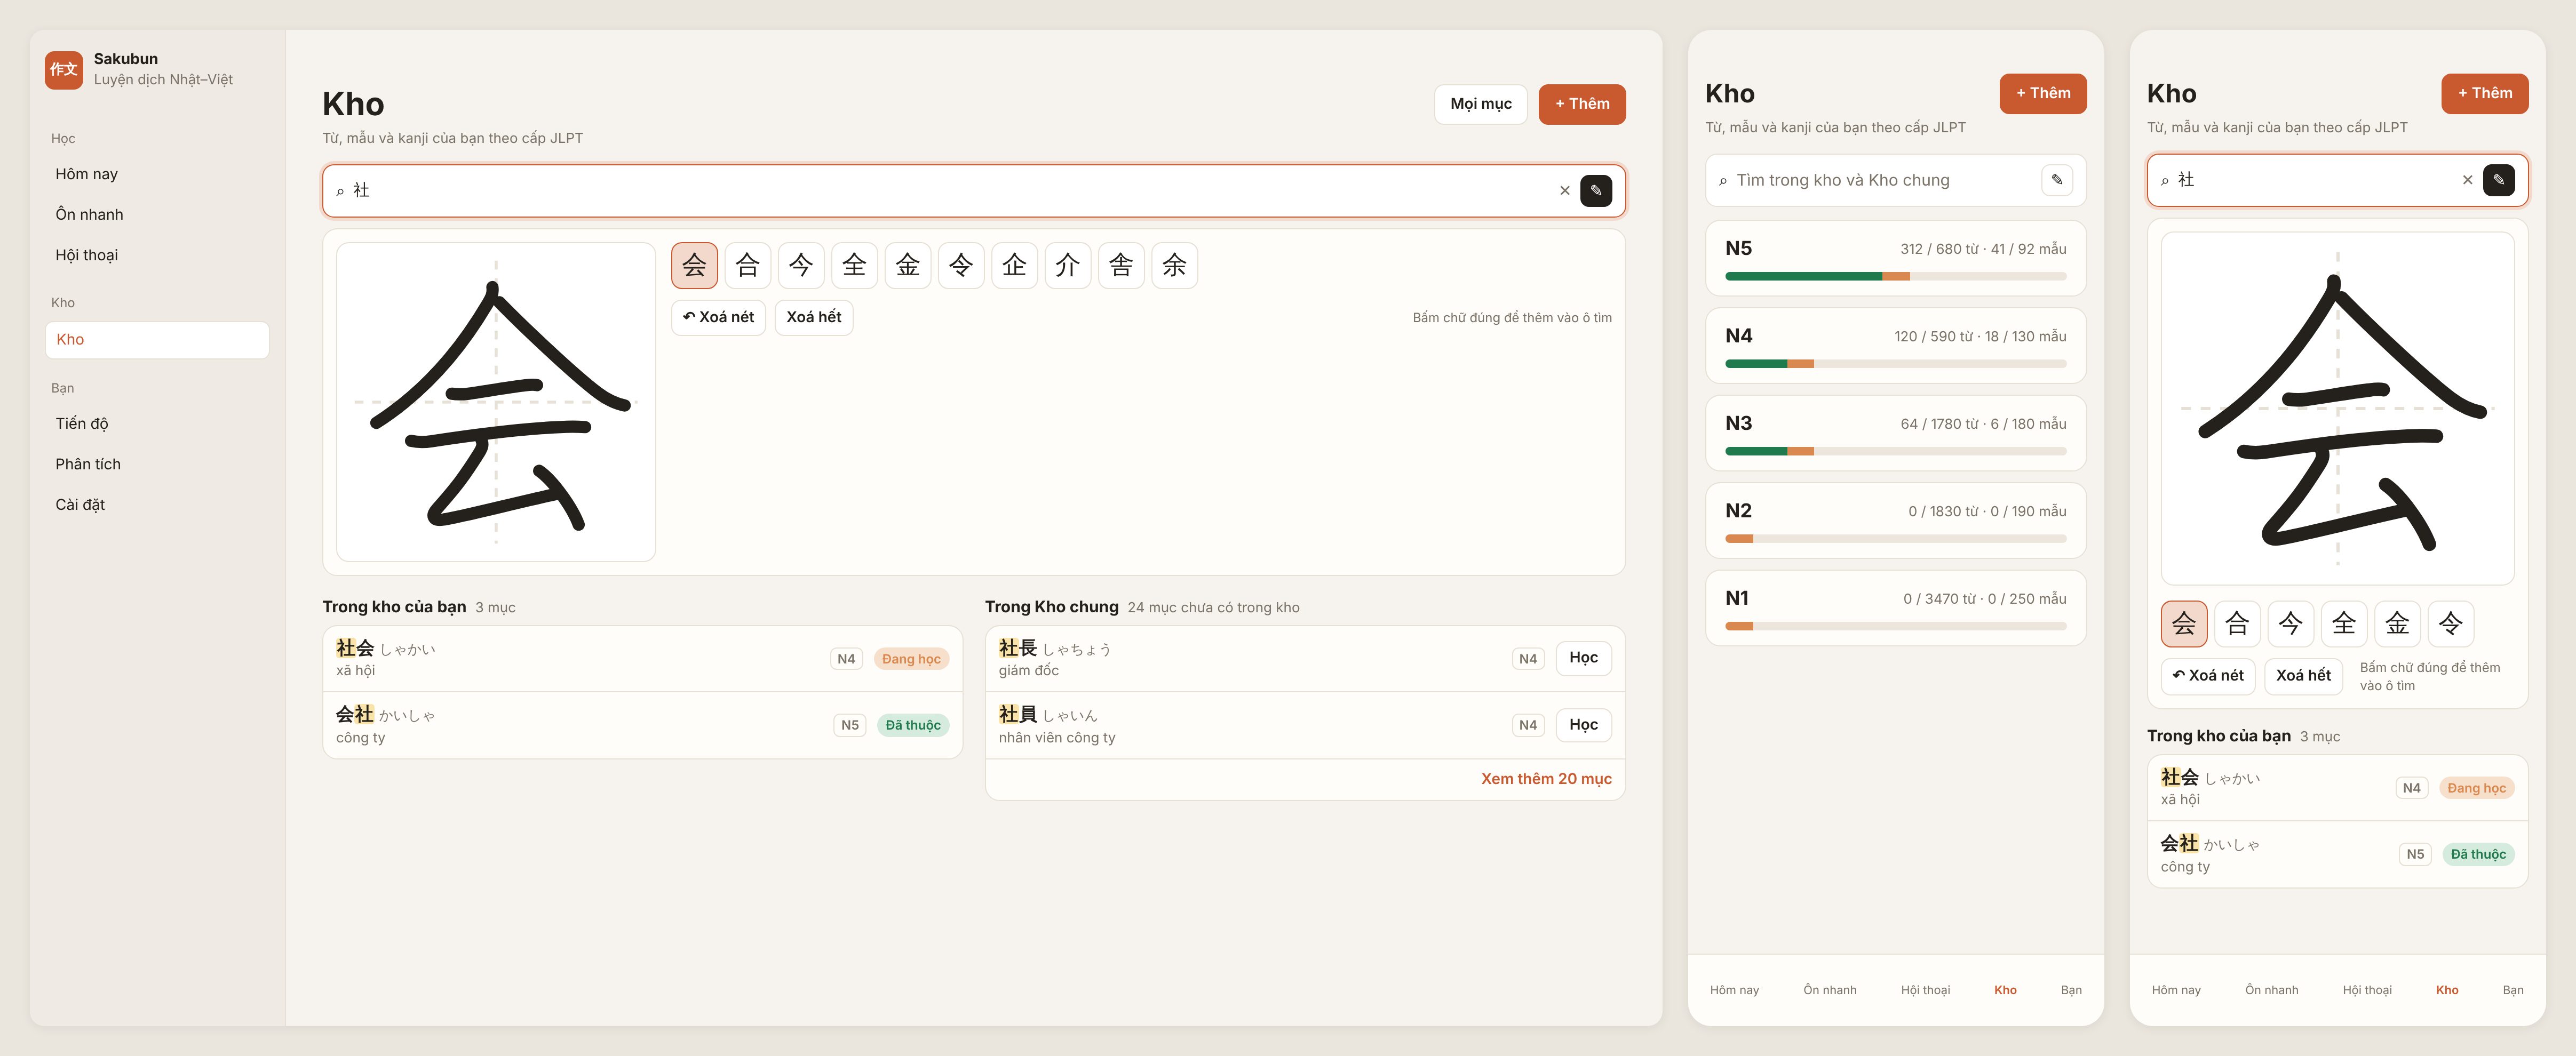 作文
Sakubun
Luyện dịch Nhật–Việt
Học
Hôm nay
Ôn nhanh
Hội thoại
Kho
Kho
Bạn
Tiến độ
Phân tích
Cài đặt
Kho
Từ, mẫu và kanji của bạn theo cấp JLPT
Mọi mục
+ Thêm
社
会
会 合 今 全 金 令 企 介 舎 余
Xoá nét
Xoá hết
Bấm chữ đúng để thêm vào ô tìm
Trong kho của bạn 3 mục
社会 しゃかい
xã hội
N4 Đang học
会社 かいしゃ
công ty
N5 Đã thuộc
Trong Kho chung 24 mục chưa có trong kho
社長 しゃちょう
giám đốc
N4 Học
社員 しゃいん
nhân viên công ty
N4 Học
Xem thêm 20 mục
Kho
+ Thêm
Từ, mẫu và kanji của bạn theo cấp JLPT
Tìm trong kho và Kho chung
N5 312 / 680 từ · 41 / 92 mẫu
N4 120 / 590 từ · 18 / 130 mẫu
N3 64 / 1780 từ · 6 / 180 mẫu
N2 0 / 1830 từ · 0 / 190 mẫu
N1 0 / 3470 từ · 0 / 250 mẫu
Hôm nay Ôn nhanh Hội thoại Kho Bạn
Kho
+ Thêm
Từ, mẫu và kanji của bạn theo cấp JLPT
社
会
会 合 今 全 金 令
Xoá nét
Xoá hết
Bấm chữ đúng để thêm
vào ô tìm
Trong kho của bạn 3 mục
社会 しゃかい
xã hội
N4 Đang học
会社 かいしゃ
công ty
N5 Đã thuộc
Hôm nay Ôn nhanh Hội thoại Kho Bạn